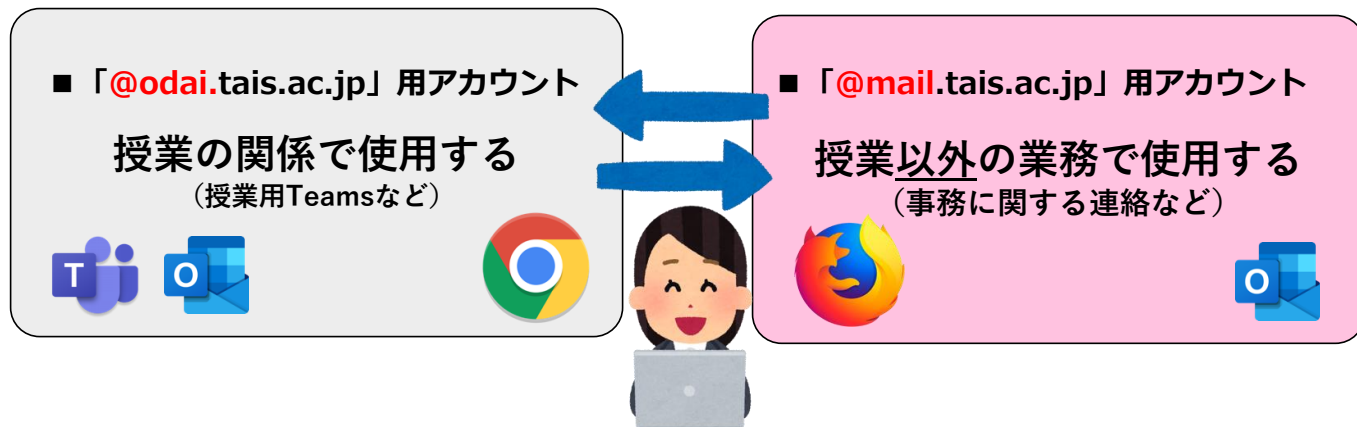 ■「@odai.tais.ac.jp」用アカウント
授業の関係で使用する
（授業用Teamsなど）
T
O
■「@mail.tais.ac.jp」用アカウント
授業以外の業務で使用する
（事務に関する連絡など）
O